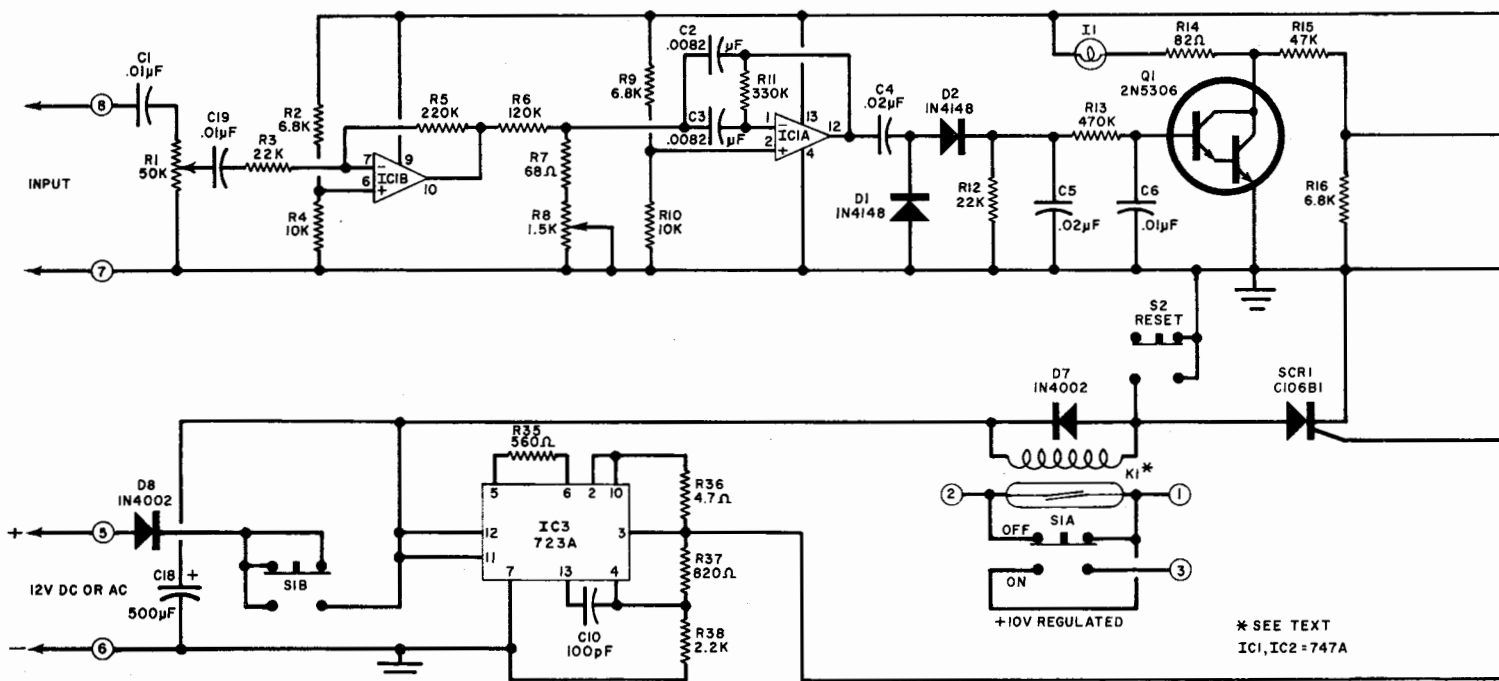 C1
.01µF
8
INPUT
R1
50K
7
C19
.01µF
R3
22K
R2
6.8K
R4
10K
R5
220K
7
−
9
IC1B
6
+
10
R6
120K
R7
68Ω
R8
1.5K
R9
6.8K
R10
10K
C2
.0082 µF
C3
.0082 µF
R11
330K
1
−
13
IC1A
12
2
+
4
C4
.02µF
D2
1N4148
D1
1N4148
R12
22K
R13
470K
C5
.02µF
C6
.01µF
I1
R14
82Ω
R15
47K
Q1
2N5306
R16
6.8K
S2
RESET
D7
1N4002
SCR1
C106B1
K1*
2
1
S1A
OFF
ON
3
+10V REGULATED
* SEE TEXT
IC1, IC2 = 747A
D8
1N4002
+
5
12V DC OR AC
C18
+
500µF
−
6
S1B
R35
560Ω
5
6
2
10
12
IC3
723A
3
11
7
13
4
C10
100pF
R36
4.7Ω
R37
820Ω
R38
2.2K